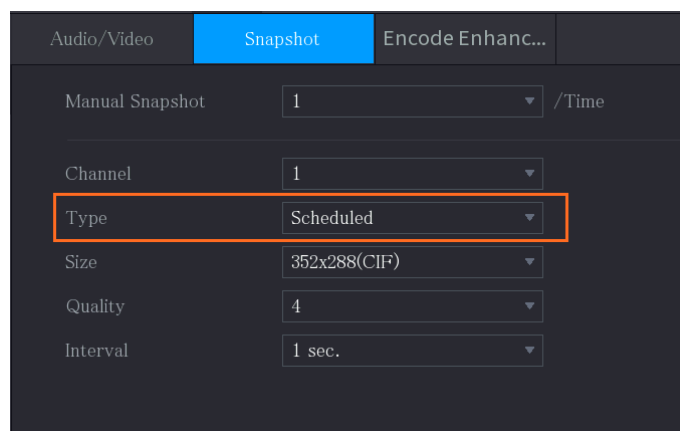 Audio/Video Snapshot Encode Enhanc...
Manual Snapshot 1 /Time
Channel 1
Type Scheduled
Size 352x288(CIF)
Quality 4
Interval 1 sec.